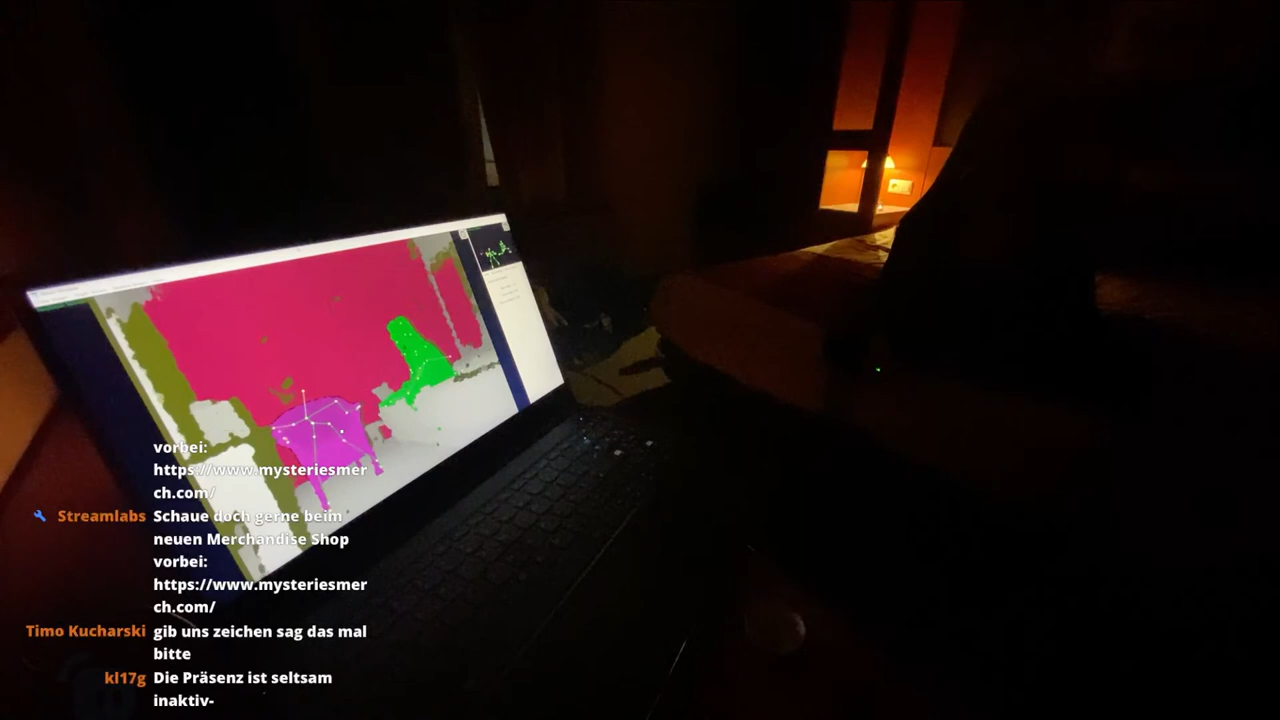 vorbei:
https://www.mysteriesmer
ch.com/
Streamlabs Schaue doch gerne beim
neuen Merchandise Shop
vorbei:
https://www.mysteriesmer
ch.com/
Timo Kucharski gib uns zeichen sag das mal
bitte
kl17g Die Präsenz ist seltsam
inaktiv-